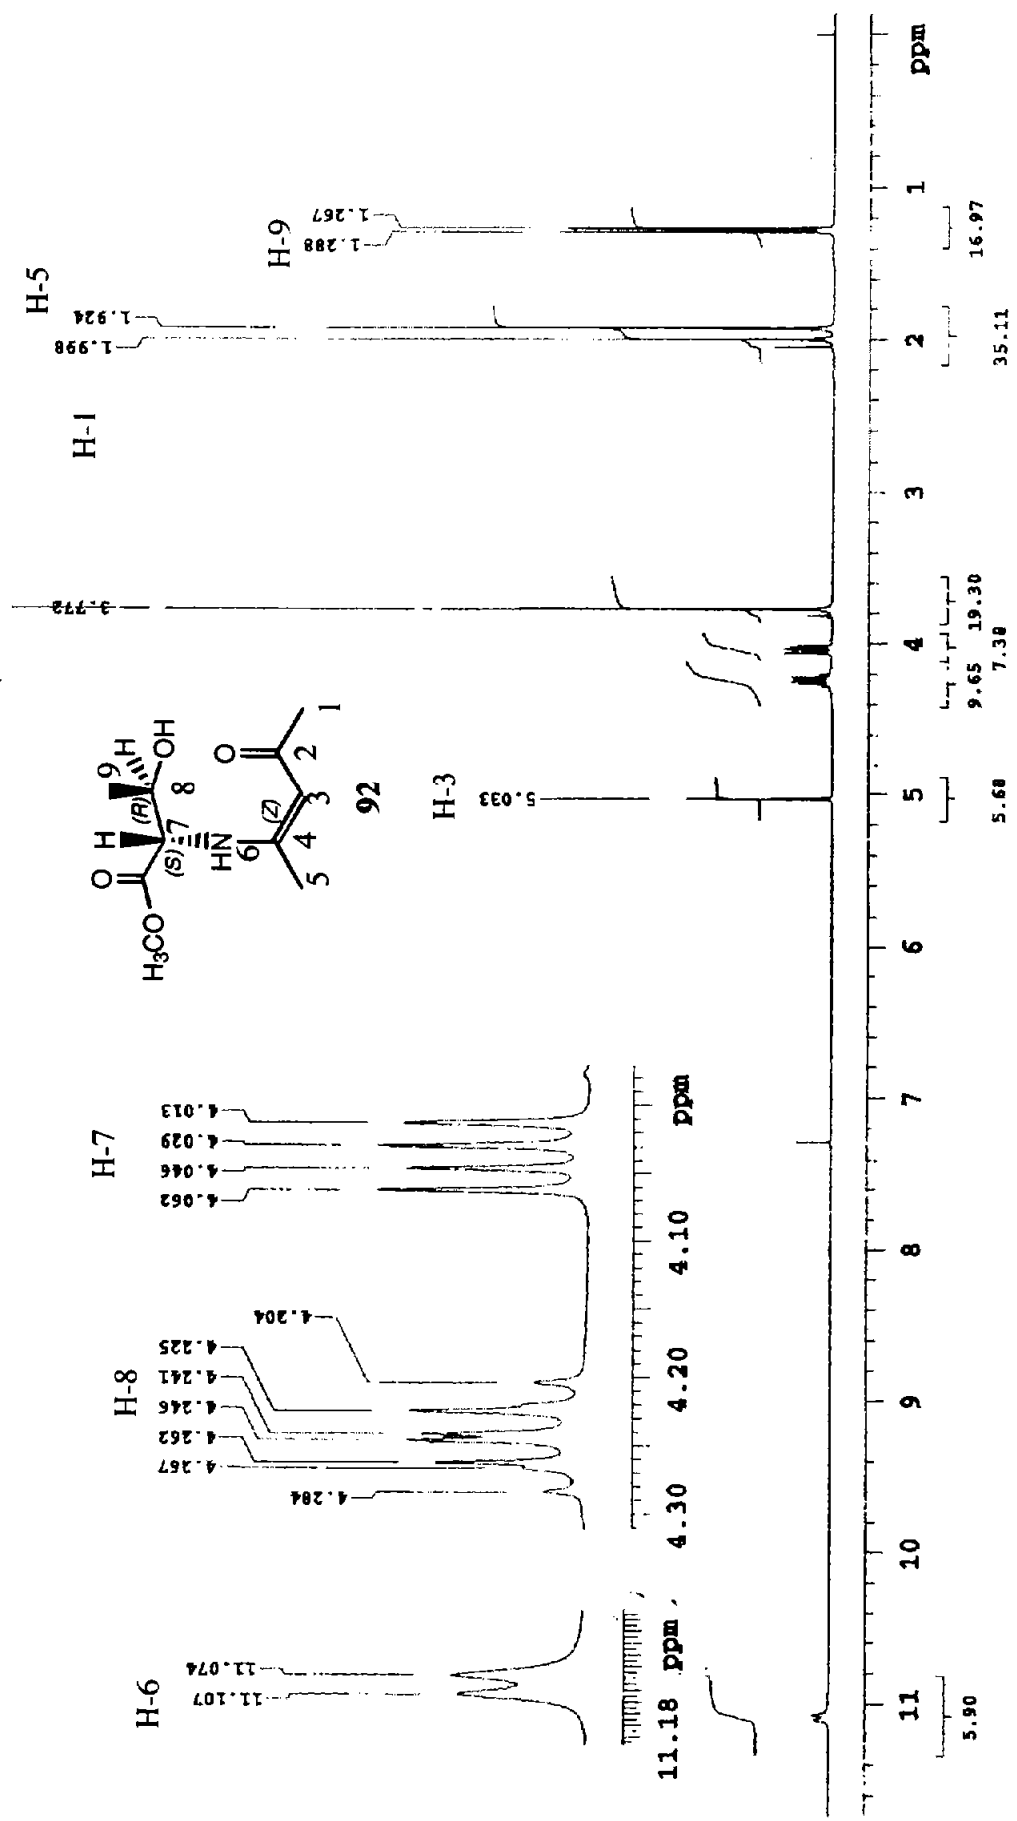 H-6
11.107
11.074
H-8
4.284
4.267
4.262
4.246
4.241
4.225
4.204
H-7
4.062
4.046
4.029
4.013
11.18 ppm
4.30 4.20 4.10 ppm
H₃CO
O
H
(S)
7
(R)
9
H
8
OH
HN
6
5
4
(Z)
3
2
O
1
92
H-3
5.033
3.772
H-1
1.998
H-5
1.924
H-9
1.288
1.267
11 10 9 8 7 6 5 4 3 2 1 ppm
5.90
5.68
9.65
7.38
19.30
35.11
16.97